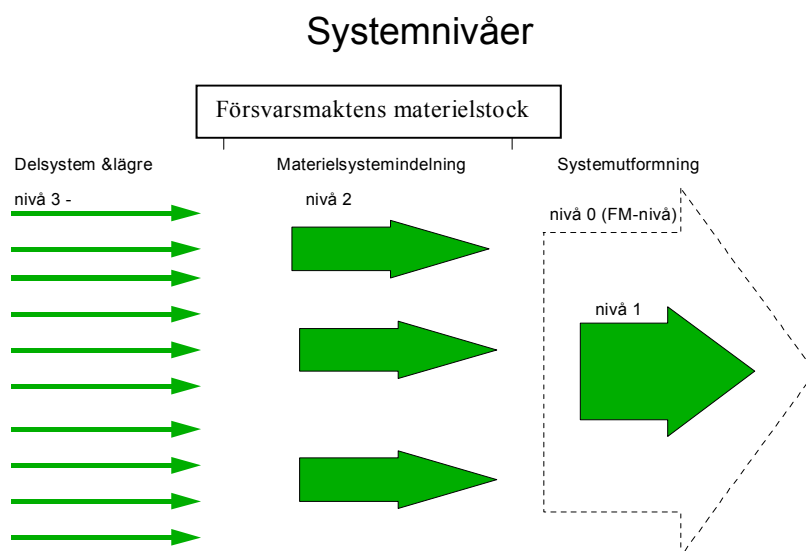 Systemnivåer
Försvarsmaktens materielstock
Delsystem &lägre
nivå 3 -
Materielsystemindelning
nivå 2
Systemutformning
nivå 0 (FM-nivå)
nivå 1